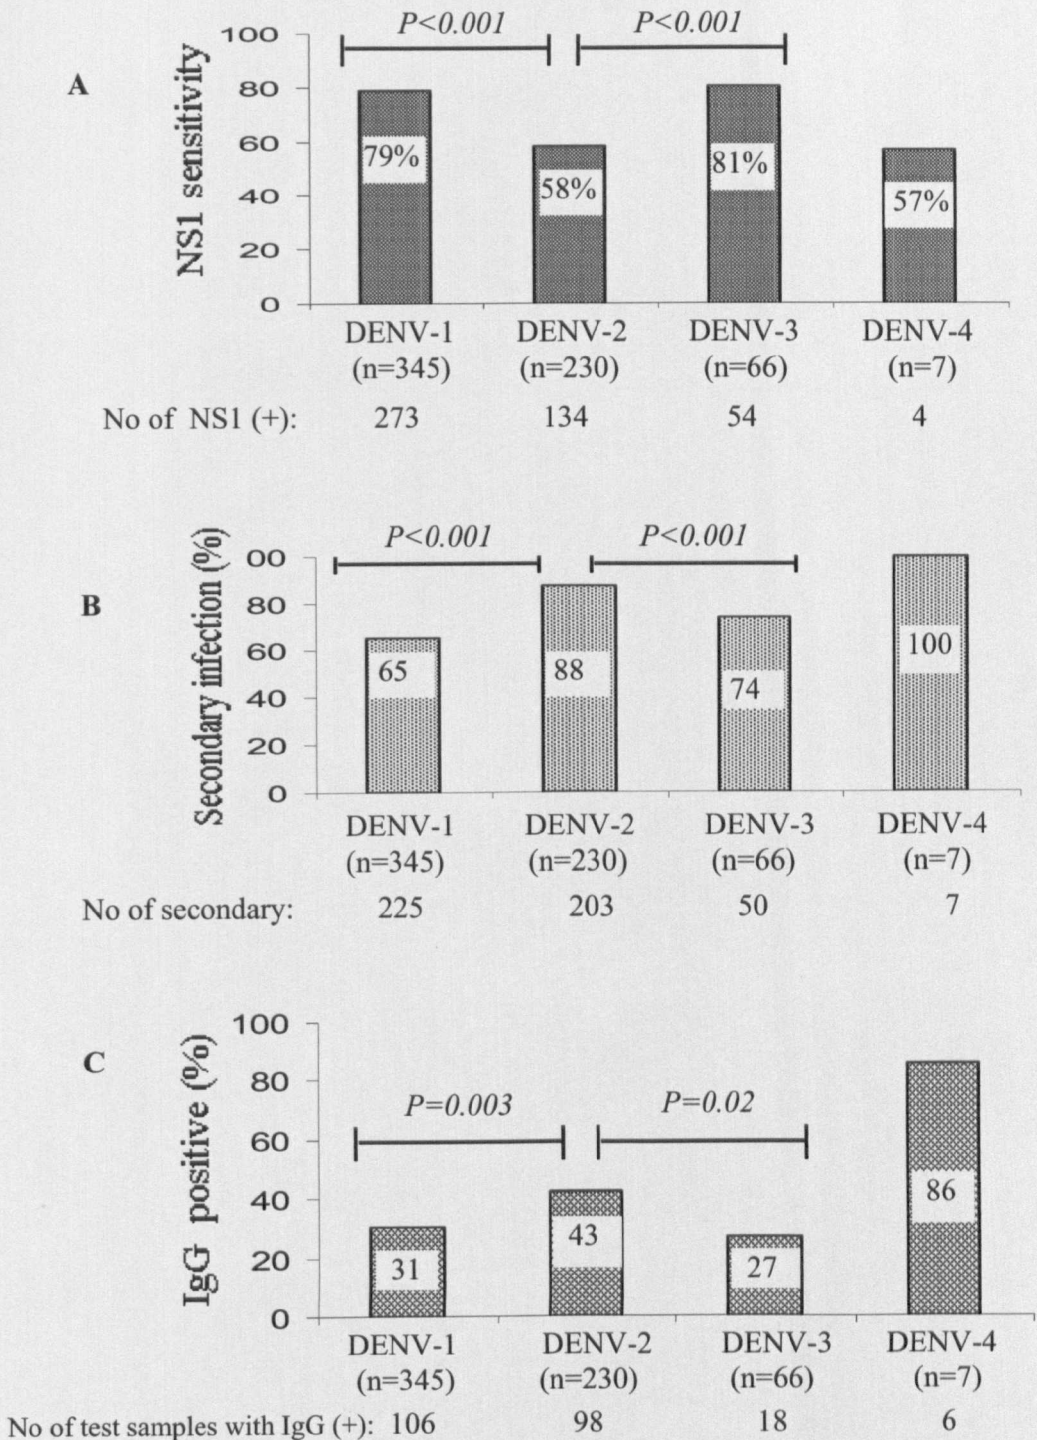 P<0.001 P<0.001
A
NS1 sensitivity
100
80
60
40
20
0
79% 58% 81% 57%
DENV-1 DENV-2 DENV-3 DENV-4
(n=345) (n=230) (n=66) (n=7)
No of NS1 (+): 273 134 54 4
P<0.001 P<0.001
B
Secondary infection (%)
00
80
60
40
20
0
65 88 74 100
DENV-1 DENV-2 DENV-3 DENV-4
(n=345) (n=230) (n=66) (n=7)
No of secondary: 225 203 50 7
C
IgG positive (%)
100
80
60
40
20
0
P=0.003 P=0.02
31 43 27 86
DENV-1 DENV-2 DENV-3 DENV-4
(n=345) (n=230) (n=66) (n=7)
No of test samples with IgG (+): 106 98 18 6